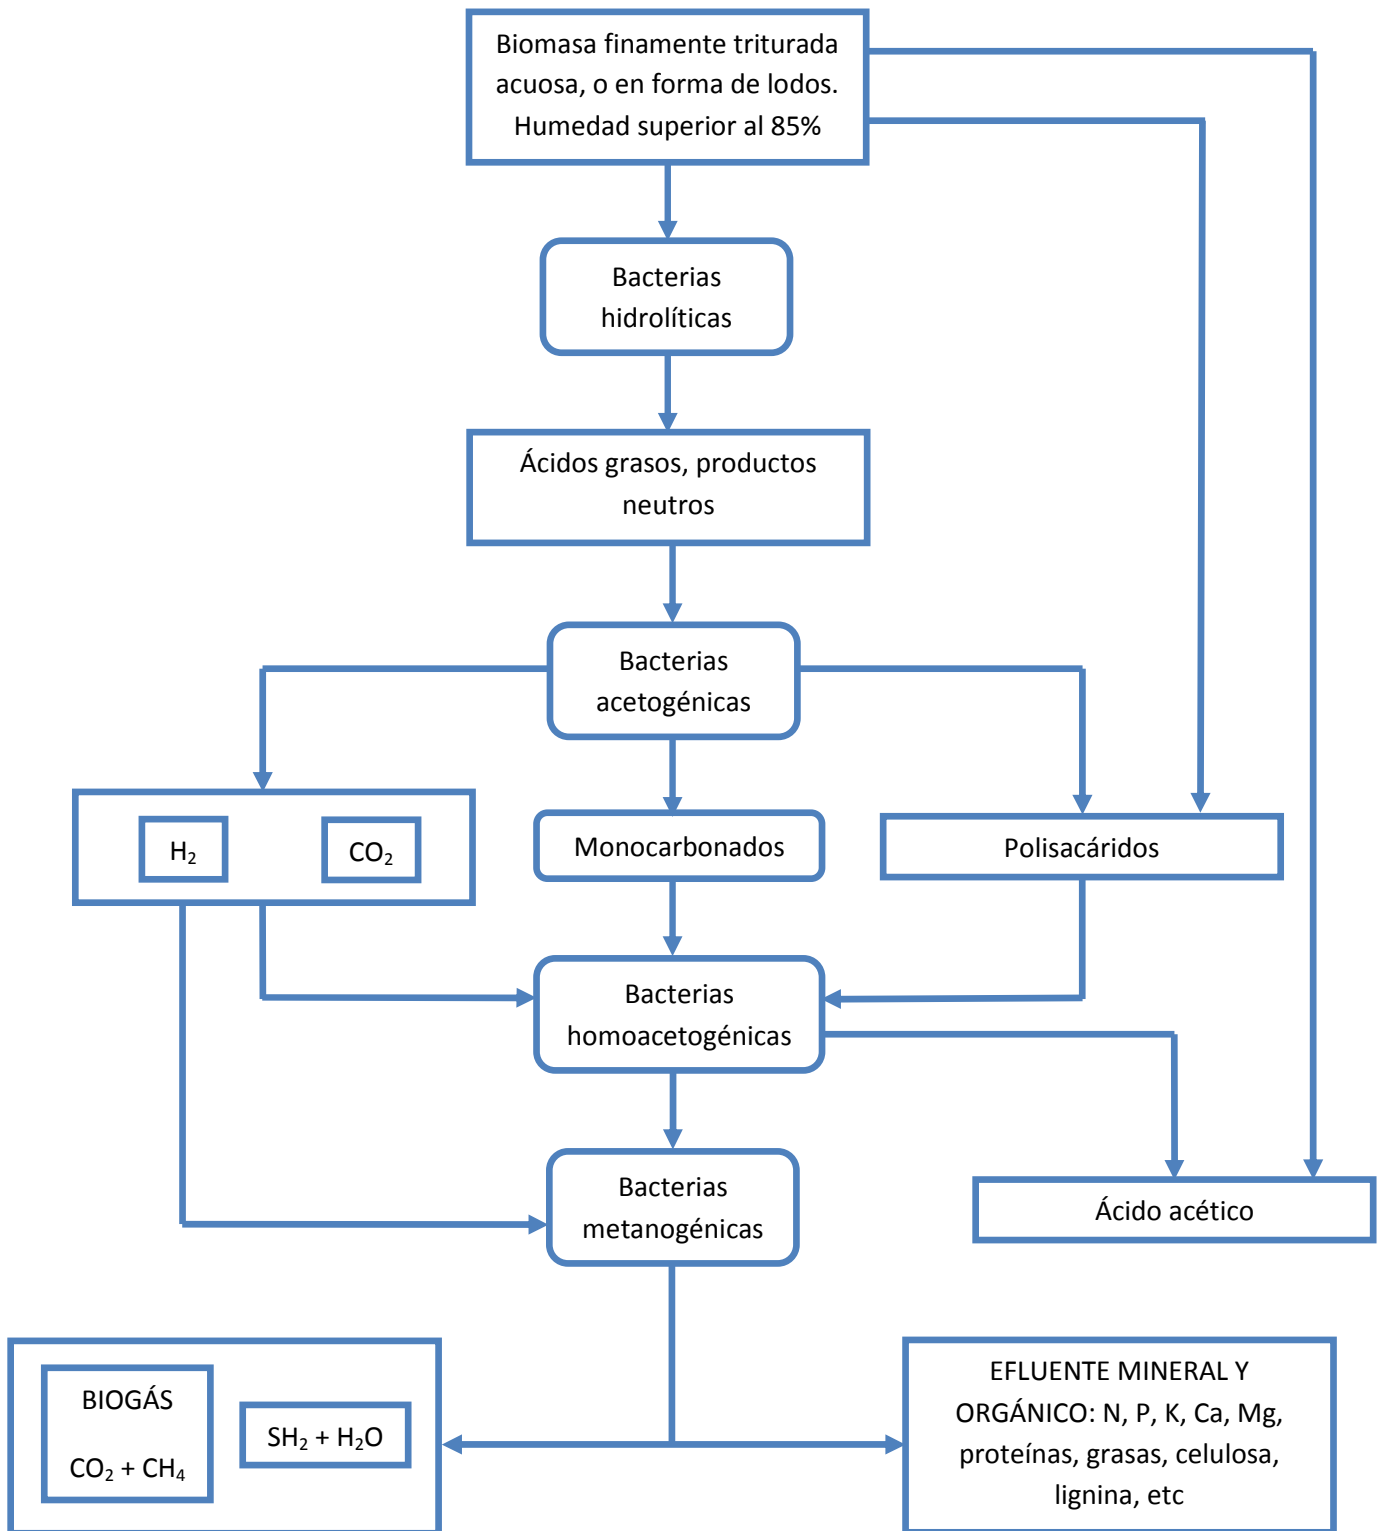 Biomasa finamente triturada
acuosa, o en forma de lodos.
Humedad superior al 85%
Bacterias
hidrolíticas
Ácidos grasos, productos
neutros
Bacterias
acetogénicas
H₂
CO₂
Monocarbonados
Polisacáridos
Bacterias
homoacetogénicas
Bacterias
metanogénicas
Ácido acético
BIOGÁS
CO₂ + CH₄
SH₂ + H₂O
EFLUENTE MINERAL Y
ORGÁNICO: N, P, K, Ca, Mg,
proteínas, grasas, celulosa,
lignina, etc